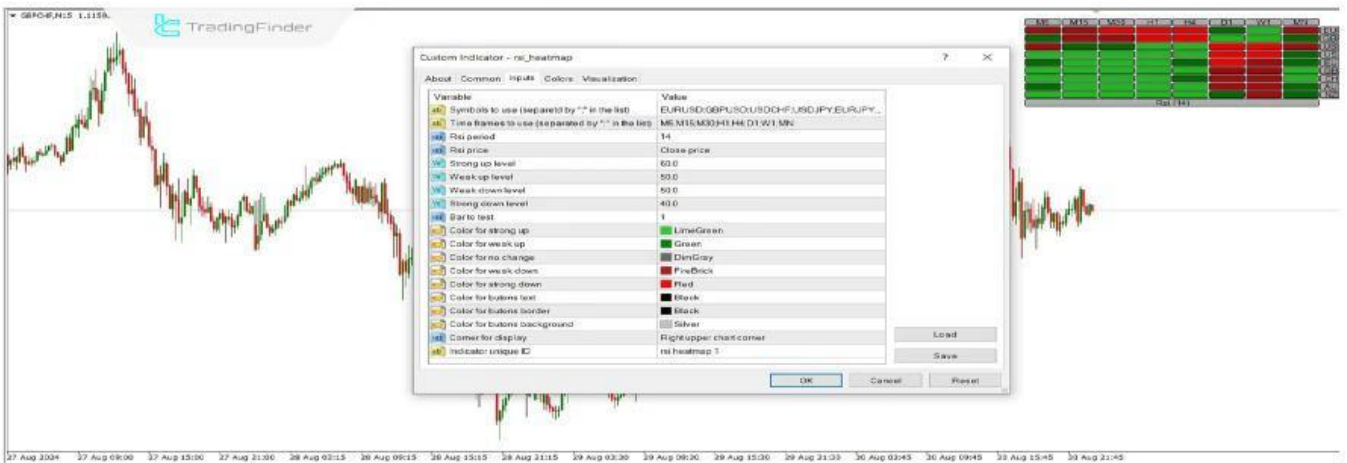 GBPCHF,M15 1.1159
TradingFinder
M5 M15 M30 H1 H4 D1 W1 MN
Rsi (14)
Custom Indicator - rsi_heatmap
? ×
About Common Inputs Colors Visualization
Variable Value
Symbols to use (separetd by ";" in the list) EURUSD;GBPUSD;USDCHF;USDJPY;EURJPY...
Time frames to use (separated by ";" in the list) M5;M15;M30;H1;H4;D1;W1;MN
Rsi period 14
Rsi price Close price
Strong up level 60.0
Weak up level 50.0
Weak down level 50.0
Strong down level 40.0
Bar to test 1
Color for strong up LimeGreen
Color for weak up Green
Color for no change DimGray
Color for weak down FireBrick
Color for strong down Red
Color for butons text Black
Color for butons border Black
Color for butons background Silver
Corner for display Right upper chart corner
Indicator unique ID rsi heatmap 1
Load
Save
OK Cancel Reset
27 Aug 2024 27 Aug 09:00 27 Aug 15:00 27 Aug 21:00 28 Aug 03:15 28 Aug 09:15 28 Aug 15:15 28 Aug 21:15 29 Aug 03:30 29 Aug 09:30 29 Aug 15:30 29 Aug 21:30 30 Aug 03:45 30 Aug 09:45 30 Aug 15:45 30 Aug 21:45